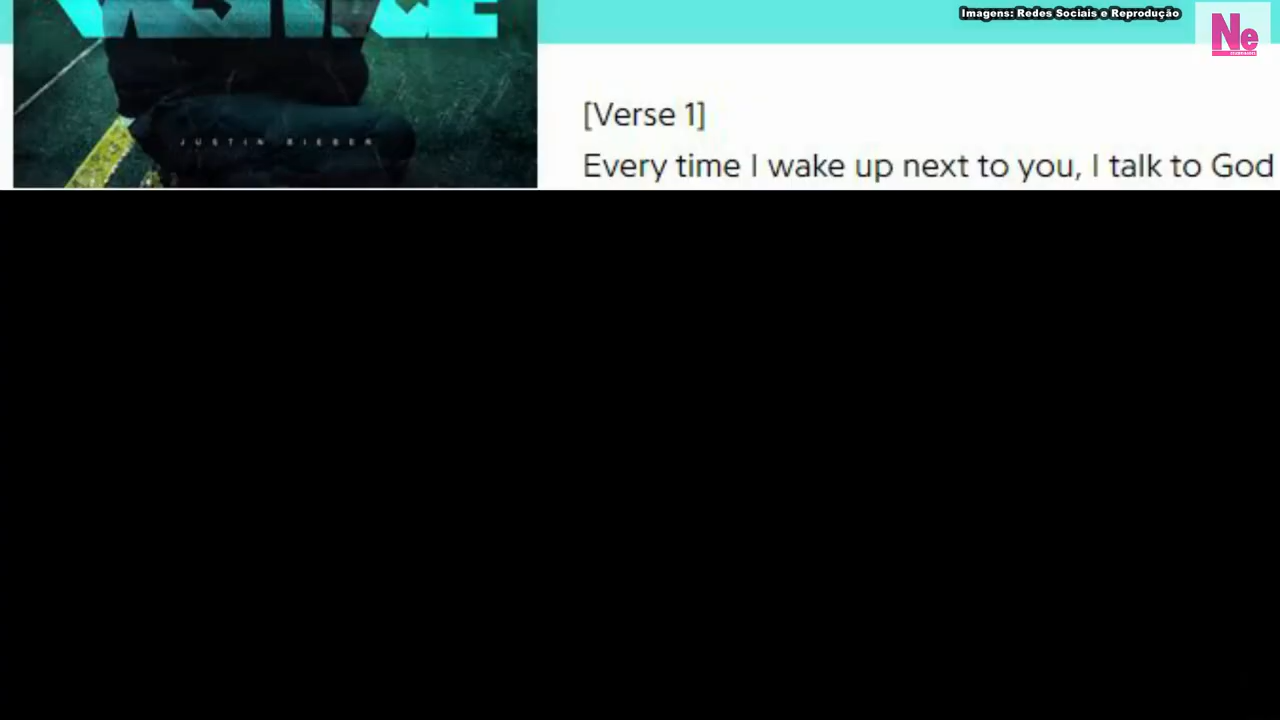 Imagens: Redes Sociais e Reprodução
Ne
JUSTIN BIEBER
[Verse 1]
Every time I wake up next to you, I talk to God